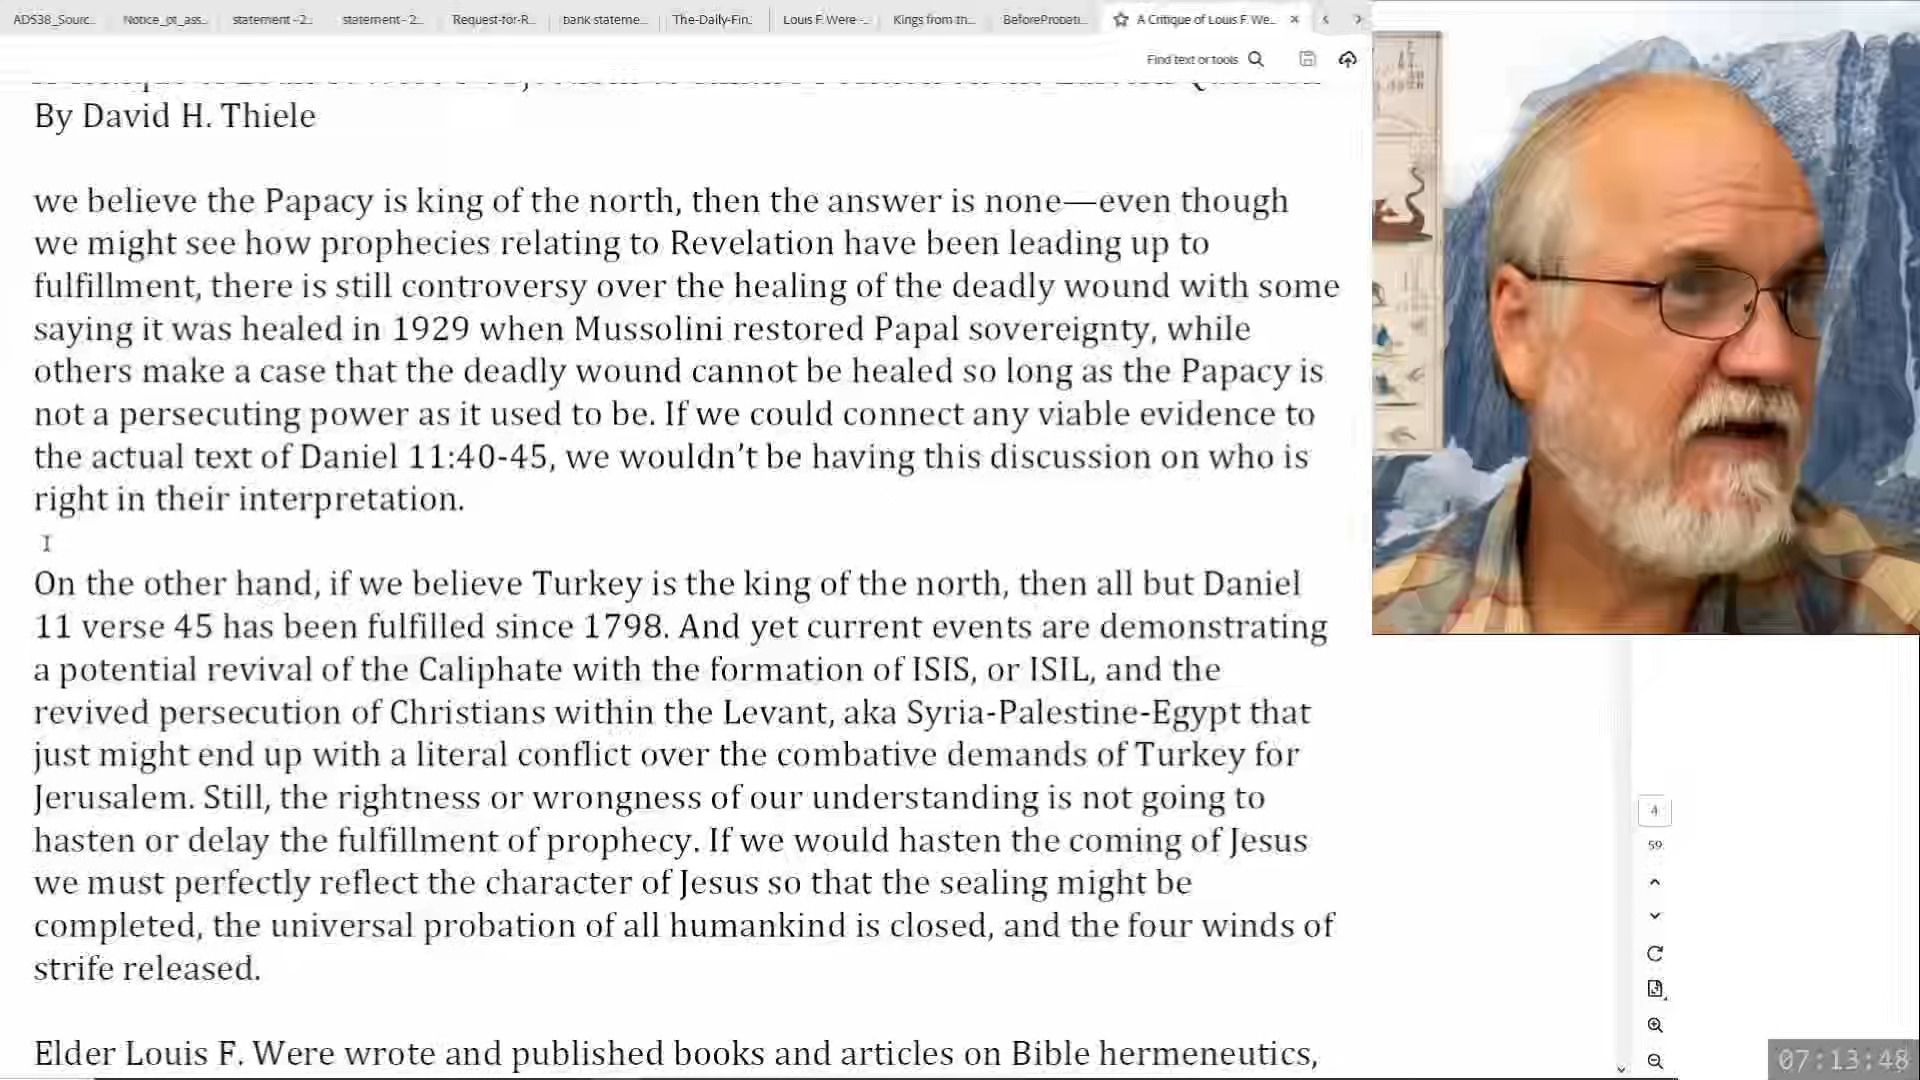 ADS38_Sourc...
Notice_pt_ass...
statement -2...
statement - 2...
Request-for-R...
bank stateme...
The-Daily-Fin...
Louis F. Were -...
Kings from th...
BeforeProbati...
A Critique of Louis F. We...
Find text or tools
By David H. Thiele
we believe the Papacy is king of the north, then the answer is none—even though
we might see how prophecies relating to Revelation have been leading up to
fulfillment, there is still controversy over the healing of the deadly wound with some
saying it was healed in 1929 when Mussolini restored Papal sovereignty, while
others make a case that the deadly wound cannot be healed so long as the Papacy is
not a persecuting power as it used to be. If we could connect any viable evidence to
the actual text of Daniel 11:40-45, we wouldn't be having this discussion on who is
right in their interpretation.
On the other hand, if we believe Turkey is the king of the north, then all but Daniel
11 verse 45 has been fulfilled since 1798. And yet current events are demonstrating
a potential revival of the Caliphate with the formation of ISIS, or ISIL, and the
revived persecution of Christians within the Levant, aka Syria-Palestine-Egypt that
just might end up with a literal conflict over the combative demands of Turkey for
Jerusalem. Still, the rightness or wrongness of our understanding is not going to
hasten or delay the fulfillment of prophecy. If we would hasten the coming of Jesus
we must perfectly reflect the character of Jesus so that the sealing might be
completed, the universal probation of all humankind is closed, and the four winds of
strife released.
Elder Louis F. Were wrote and published books and articles on Bible hermeneutics,
4
59
07:13:48